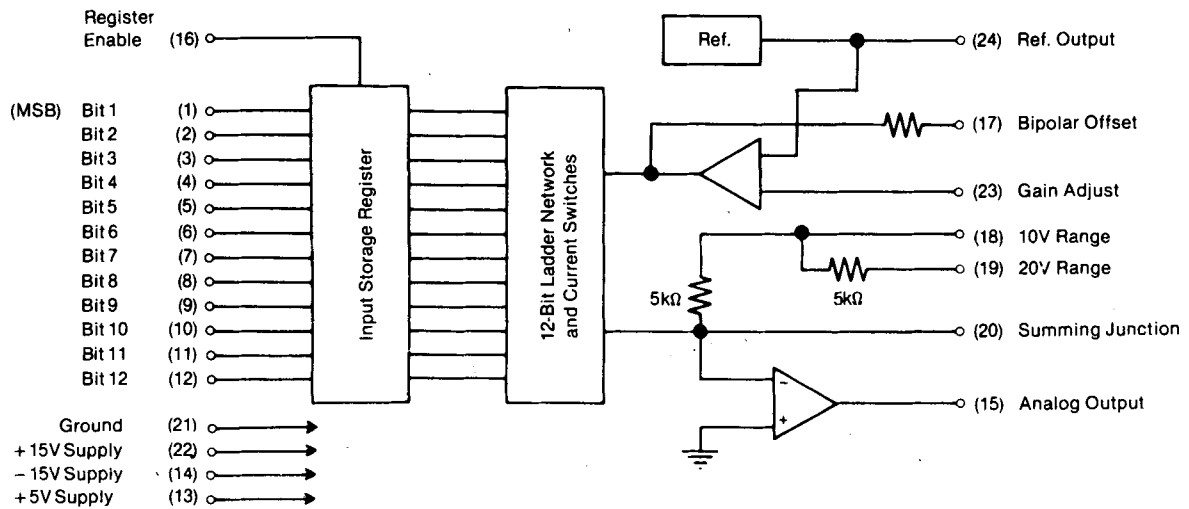 Register
Enable (16)
(MSB) Bit 1 (1)
Bit 2 (2)
Bit 3 (3)
Bit 4 (4)
Bit 5 (5)
Bit 6 (6)
Bit 7 (7)
Bit 8 (8)
Bit 9 (9)
Bit 10 (10)
Bit 11 (11)
Bit 12 (12)
Ground (21)
+ 15V Supply (22)
- 15V Supply (14)
+ 5V Supply (13)
Input Storage Register
12-Bit Ladder Network
and Current Switches
Ref.
(24) Ref. Output
(17) Bipolar Offset
(23) Gain Adjust
(18) 10V Range
(19) 20V Range
5kΩ
5kΩ
(20) Summing Junction
−
+
(15) Analog Output